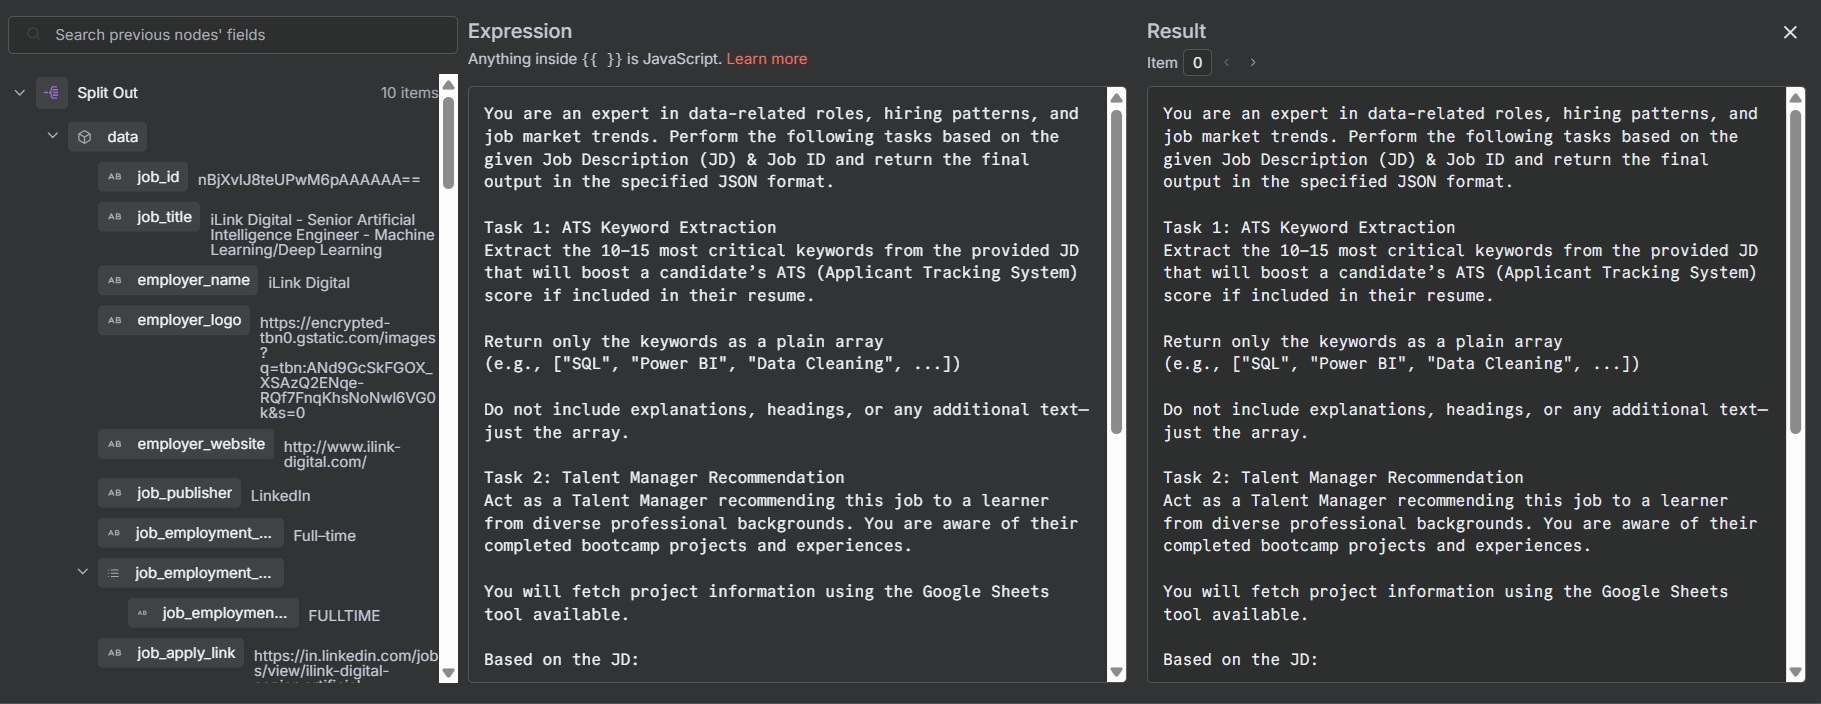 Search previous nodes' fields
Split Out
10 items
data
job_id
nBjXvIJ8teUPwM6pAAAAAA==
job_title
iLink Digital - Senior Artificial
Intelligence Engineer - Machine
Learning/Deep Learning
employer_name
iLink Digital
employer_logo
https://encrypted-
tbn0.gstatic.com/images
?
q=tbn:ANd9GcSkFGOX_
XSAzQ2ENqe-
RQf7FnqKhsNoNwl6VG0
k&s=0
employer_website
http://www.ilink-
digital.com/
job_publisher
LinkedIn
job_employment_...
Full–time
job_employment_...
job_employmen...
FULLTIME
job_apply_link
https://in.linkedin.com/job
s/view/ilink-digital-
Expression
Anything inside {{ }} is JavaScript. Learn more
You are an expert in data-related roles, hiring patterns, and
job market trends. Perform the following tasks based on the
given Job Description (JD) & Job ID and return the final
output in the specified JSON format.
Task 1: ATS Keyword Extraction
Extract the 10–15 most critical keywords from the provided JD
that will boost a candidate’s ATS (Applicant Tracking System)
score if included in their resume.
Return only the keywords as a plain array
(e.g., ["SQL", "Power BI", "Data Cleaning", ...])
Do not include explanations, headings, or any additional text—
just the array.
Task 2: Talent Manager Recommendation
Act as a Talent Manager recommending this job to a learner
from diverse professional backgrounds. You are aware of their
completed bootcamp projects and experiences.
You will fetch project information using the Google Sheets
tool available.
Based on the JD:
Result
Item 0
You are an expert in data-related roles, hiring patterns, and
job market trends. Perform the following tasks based on the
given Job Description (JD) & Job ID and return the final
output in the specified JSON format.
Task 1: ATS Keyword Extraction
Extract the 10–15 most critical keywords from the provided JD
that will boost a candidate’s ATS (Applicant Tracking System)
score if included in their resume.
Return only the keywords as a plain array
(e.g., ["SQL", "Power BI", "Data Cleaning", ...])
Do not include explanations, headings, or any additional text—
just the array.
Task 2: Talent Manager Recommendation
Act as a Talent Manager recommending this job to a learner
from diverse professional backgrounds. You are aware of their
completed bootcamp projects and experiences.
You will fetch project information using the Google Sheets
tool available.
Based on the JD: